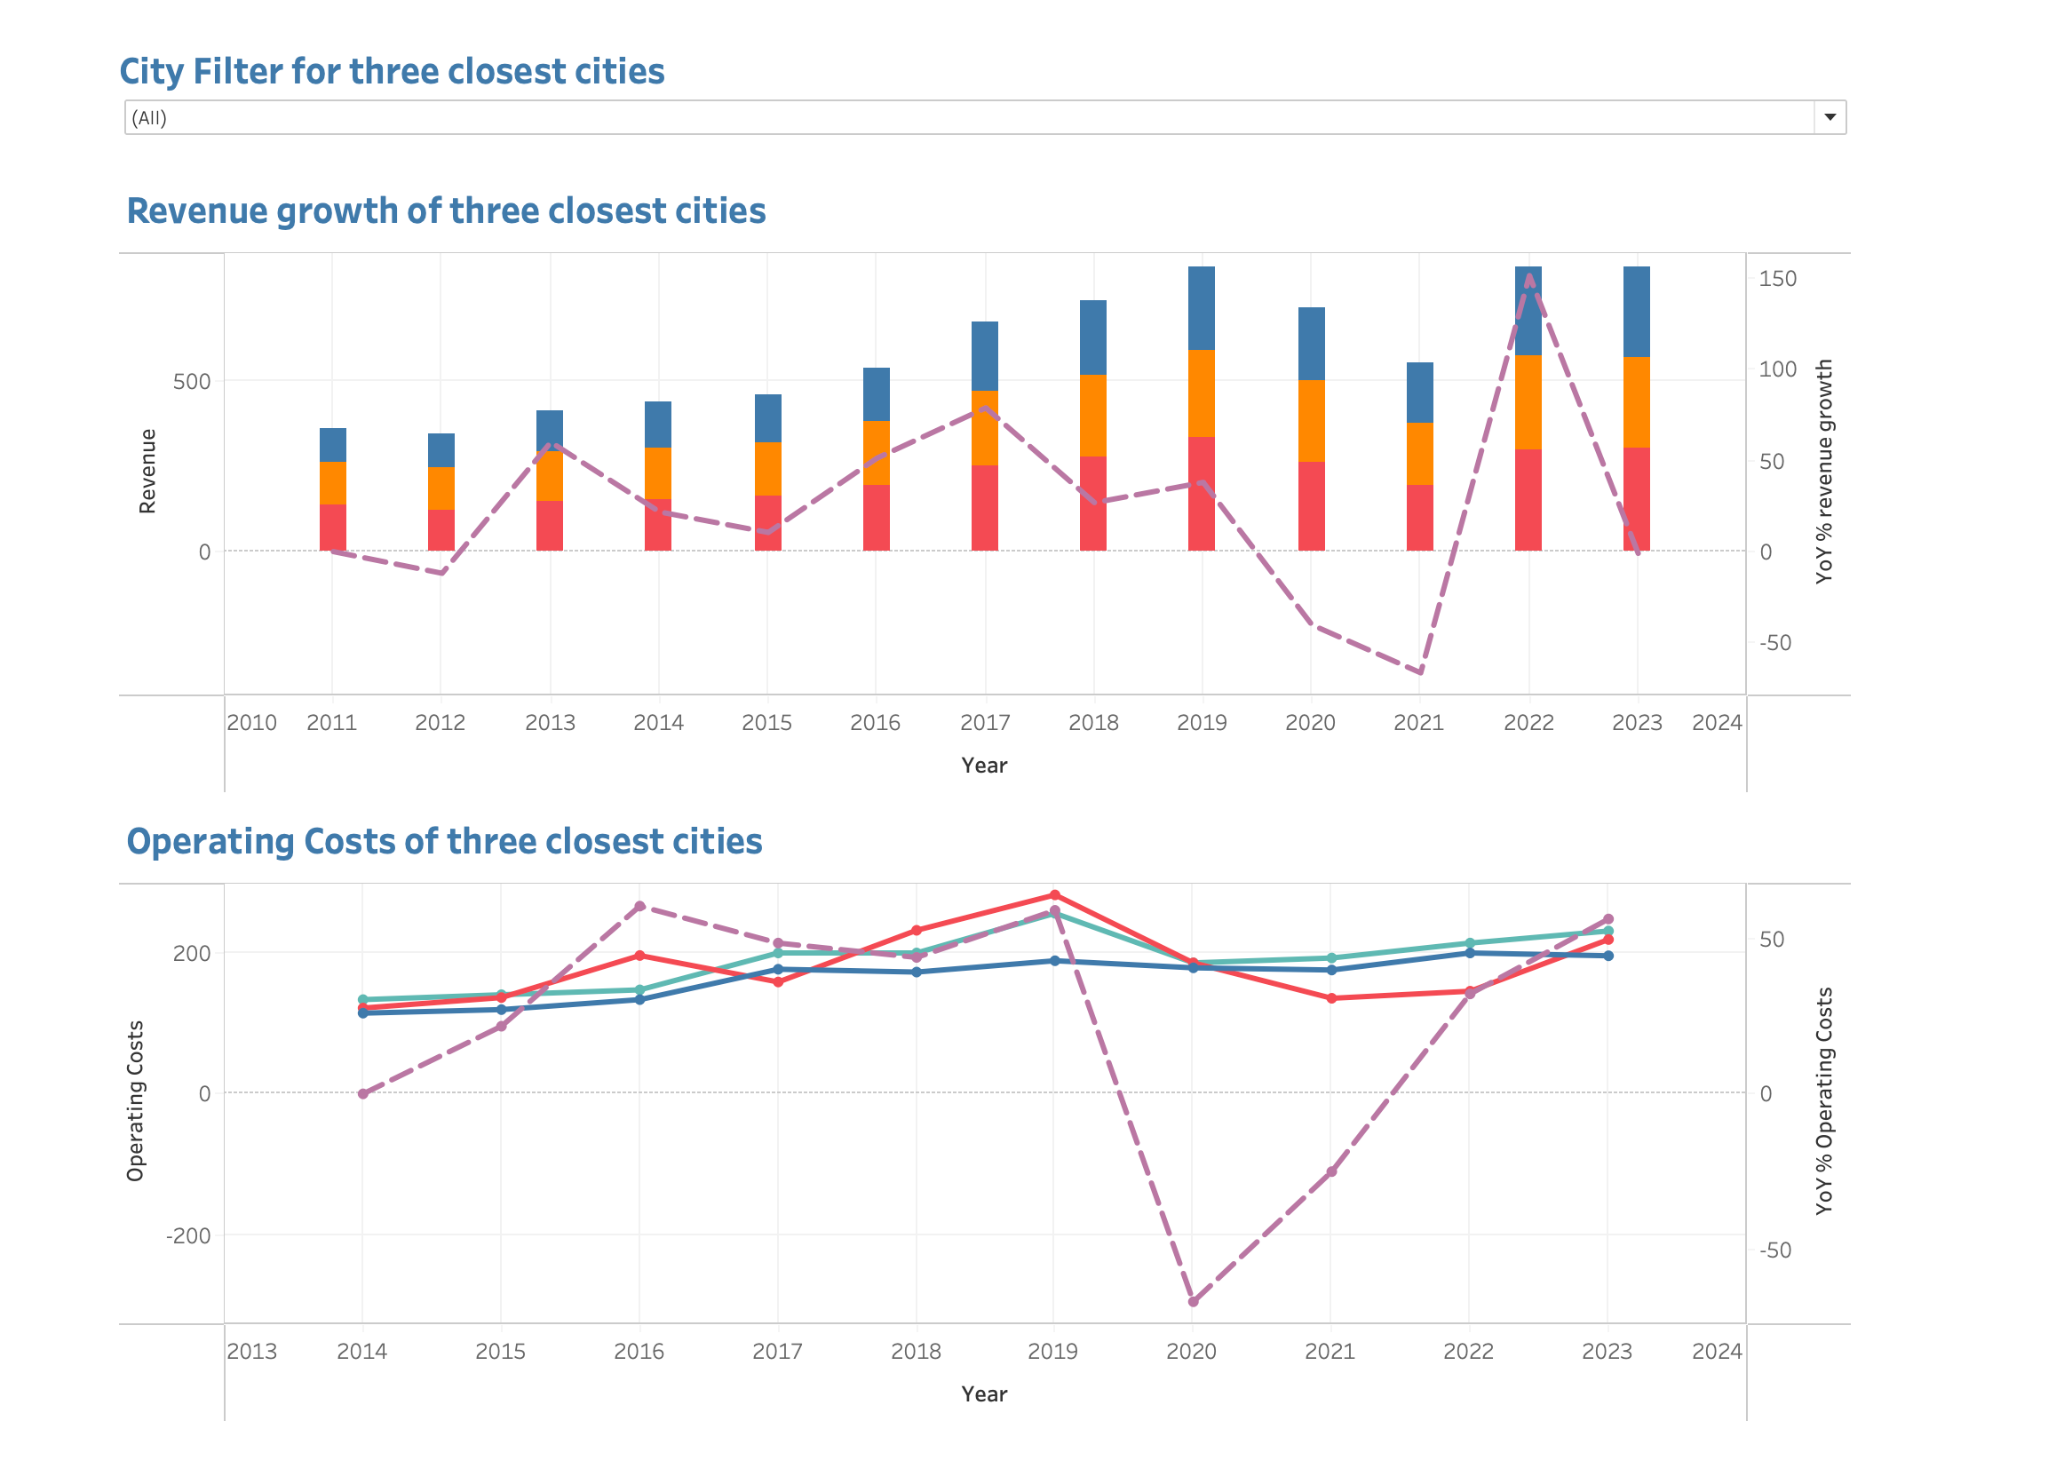 City Filter for three closest cities
(All)
Revenue growth of three closest cities
150
500
100
50
0
0
-50
Revenue
YoY % revenue growth
2010 2011 2012 2013 2014 2015 2016 2017 2018 2019 2020 2021 2022 2023 2024
Year
Operating Costs of three closest cities
200
50
0
0
-200
-50
Operating Costs
YoY % Operating Costs
2013 2014 2015 2016 2017 2018 2019 2020 2021 2022 2023 2024
Year